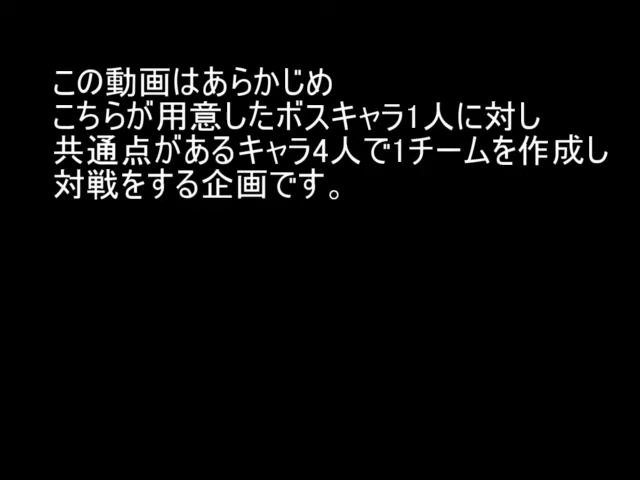 この動画はあらかじめ
こちらが用意したボスキャラ1人に対し
共通点があるキャラ4人で1チームを作成し
対戦をする企画です。